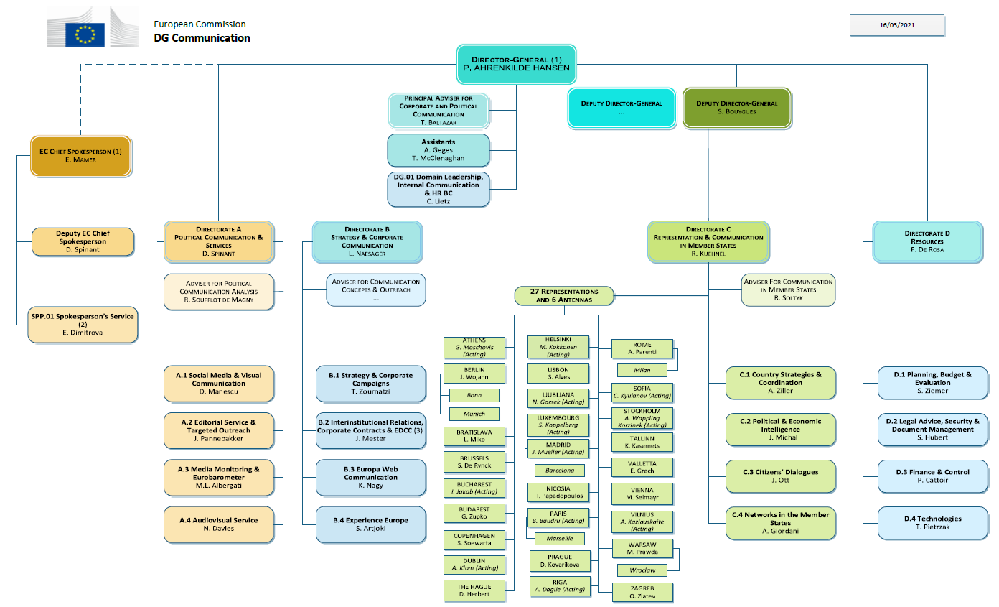 European Commission
DG Communication
16/03/2021
DIRECTOR–GENERAL (1)
P, AHRENKILDE HANSEN
PRINCIPAL ADVISER FOR
CORPORATE AND POLITICAL
COMMUNICATION
T. BALTAZAR
Assistants
A. Geges
T. McClenaghan
DG.01 Domain Leadership,
Internal Communication
& HR BC
C. Lietz
DEPUTY DIRECTOR-GENERAL
...
DEPUTY DIRECTOR-GENERAL
S. BOUYGUES
EC CHIEF SPOKESPERSON (1)
E. MAMER
Deputy EC Chief
Spokesperson
D. Spinant
SPP.01 Spokesperson's Service
(2)
E. Dimitrova
DIRECTORATE A
POLITICAL COMMUNICATION &
SERVICES
D. SPINANT
ADVISER FOR POLITICAL
COMMUNICATION ANALYSIS
R. SOUFFLOT DE MAGNY
A.1 Social Media & Visual
Communication
D. Manescu
A.2 Editorial Service &
Targeted Outreach
J. Pannebakker
A.3 Media Monitoring &
Eurobarometer
M.L. Albergati
A.4 Audiovisual Service
N. Davies
DIRECTORATE B
STRATEGY & CORPORATE
COMMUNICATION
L. NAESAGER
ADVISER FOR COMMUNICATION
CONCEPTS & OUTREACH
...
B.1 Strategy & Corporate
Campaigns
T. Zournatzi
B.2 Interinstitutional Relations,
Corporate Contracts & EDCC (3)
J. Mester
B.3 Europa Web
Communication
K. Nagy
B.4 Experience Europe
S. Artjoki
27 REPRESENTATIONS
AND 6 ANTENNAS
ATHENS
G. Moschovis
(Acting)
BERLIN
J. Wojahn
Bonn
Munich
BRATISLAVA
L. Miko
BRUSSELS
S. De Rynck
BUCHAREST
I. Jakab (Acting)
BUDAPEST
G. Zupko
COPENHAGEN
S. Soewarta
DUBLIN
A. Klom (Acting)
THE HAGUE
D. Herbert
HELSINKI
M. Kokkonen
(Acting)
LISBON
S. Alves
LJUBLJANA
N. Gorsek (Acting)
LUXEMBOURG
S. Koppelberg
(Acting)
MADRID
J. Mueller (Acting)
Barcelona
NICOSIA
I. Papadopoulos
PARIS
B. Baudru (Acting)
Marseille
PRAGUE
D. Kovarikova
RIGA
A. Dagile (Acting)
ROME
A. Parenti
Milan
SOFIA
C. Kyulanov (Acting)
STOCKHOLM
A. Wappling
Korzinek (Acting)
TALLINN
K. Kasemets
VALLETTA
E. Grech
VIENNA
M. Selmayr
VILNIUS
A. Kazlauskaite
(Acting)
WARSAW
M. Prawda
Wroclaw
ZAGREB
O. Zlatev
DIRECTORATE C
REPRESENTATION & COMMUNICATION
IN MEMBER STATES
R. KUEHNEL
ADVISER FOR COMMUNICATION
IN MEMBER STATES
R. SOLTYK
C.1 Country Strategies &
Coordination
A. Ziller
C.2 Political & Economic
Intelligence
J. Michal
C.3 Citizens' Dialogues
J. Ott
C.4 Networks in the Member
States
A. Giordani
DIRECTORATE D
RESOURCES
F. DE ROSA
D.1 Planning, Budget &
Evaluation
S. Ziemer
D.2 Legal Advice, Security &
Document Management
S. Hubert
D.3 Finance & Control
P. Cattoir
D.4 Technologies
T. Pietrzak